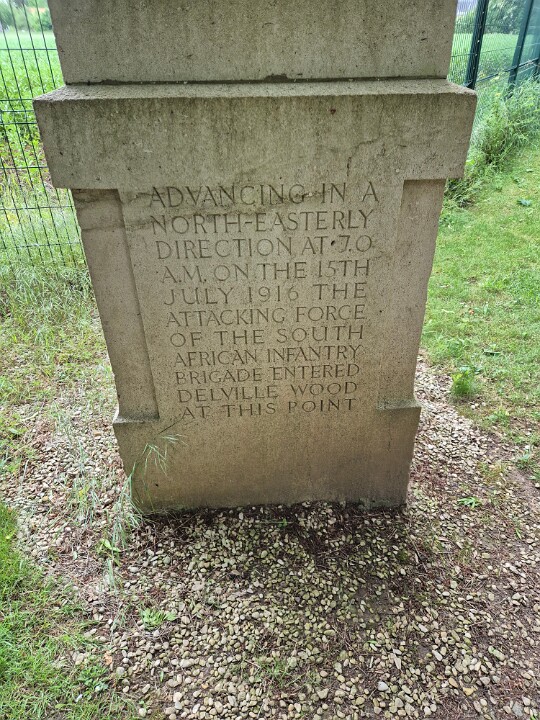 ADVANCING IN A
NORTH-EASTERLY
DIRECTION AT 7.0
A.M. ON THE 15TH
JULY 1916 THE
ATTACKING FORCE
OF THE SOUTH
AFRICAN INFANTRY
BRIGADE ENTERED
DELVILLE WOOD
AT THIS POINT